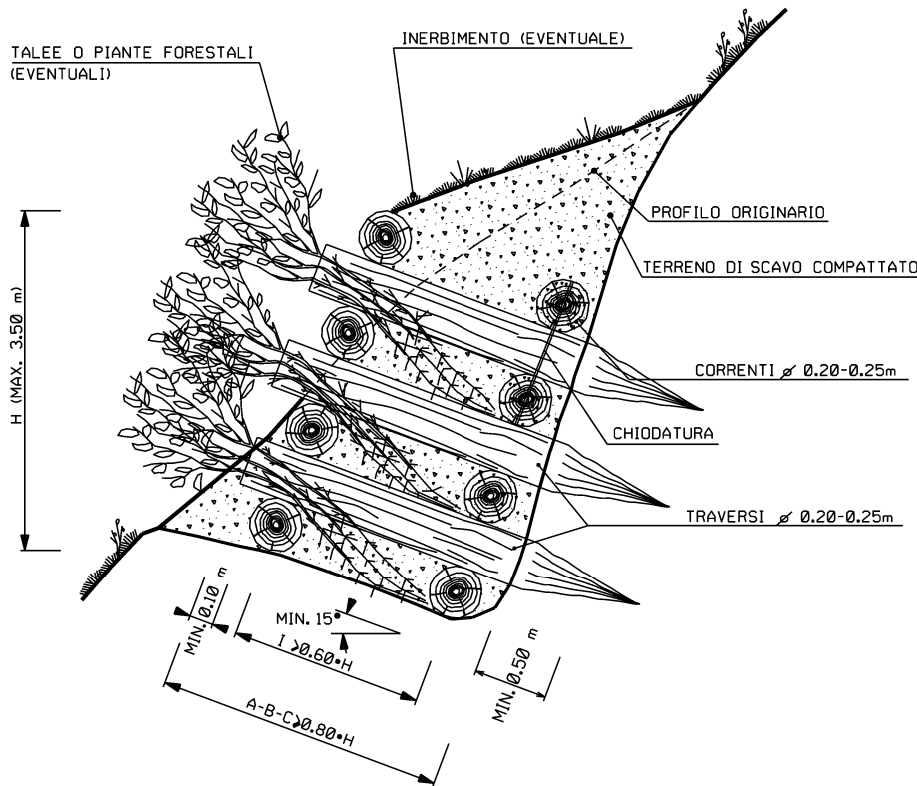 INERBIMENTO (EVENTUALE)
TALEE O PIANTE FORESTALI
(EVENTUALI)
PROFILO ORIGINARIO
TERRENO DI SCAVO COMPATTATO
H (MAX. 3.50 m)
CORRENTI ⌀ 0.20-0.25m
CHIODATURA
TRAVERSI ⌀ 0.20-0.25m
MIN. 0.10 m
MIN. 15°
I >0.60•H
MIN. 0.50 m
A-B-C>0.80•H